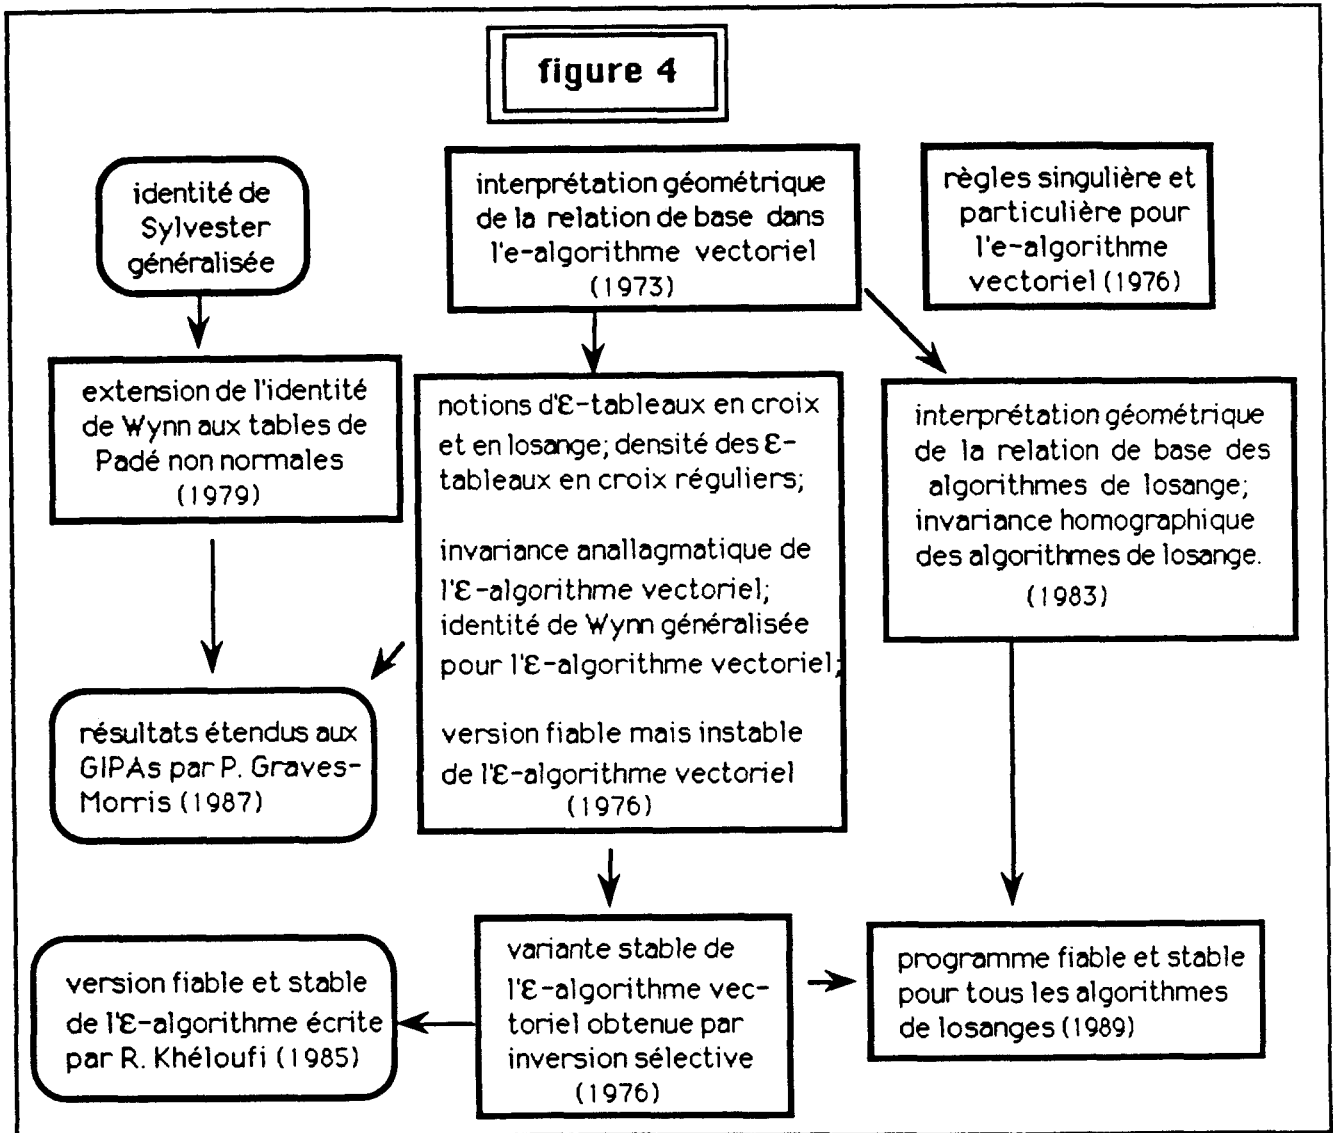 figure 4
identité de
Sylvester
généralisée
interprétation géométrique
de la relation de base dans
l'e-algorithme vectoriel
(1973)
règles singulière et
particulière pour
l'e-algorithme
vectoriel (1976)
extension de l'identité
de Wynn aux tables de
Padé non normales
(1979)
notions d'Ɛ-tableaux en croix
et en losange; densité des Ɛ-
tableaux en croix réguliers;
invariance anallagmatique de
l'Ɛ-algorithme vectoriel;
identité de Wynn généralisée
pour l'Ɛ-algorithme vectoriel;
version fiable mais instable
de l'Ɛ-algorithme vectoriel
(1976)
interprétation géométrique
de la relation de base des
algorithmes de losange;
invariance homographique
des algorithmes de losange.
(1983)
résultats étendus aux
GIPAs par P. Graves-
Morris (1987)
version fiable et stable
de l'Ɛ-algorithme écrite
par R. Khéloufi (1985)
variante stable de
l'Ɛ-algorithme vec-
toriel obtenue par
inversion sélective
(1976)
programme fiable et stable
pour tous les algorithmes
de losanges (1989)